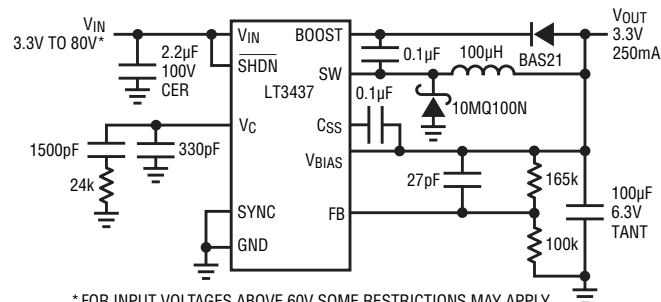 VIN
3.3V TO 80V*
2.2µF
100V
CER
1500pF
330pF
24k
VIN
SHDN
LT3437
VC
SYNC
GND
BOOST
SW
CSS
VBIAS
FB
0.1µF
100µH
BAS21
VOUT
3.3V
250mA
0.1µF
10MQ100N
27pF
165k
100k
100µF
6.3V
TANT
* FOR INPUT VOLTAGES ABOVE 60V SOME RESTRICTIONS MAY APPLY